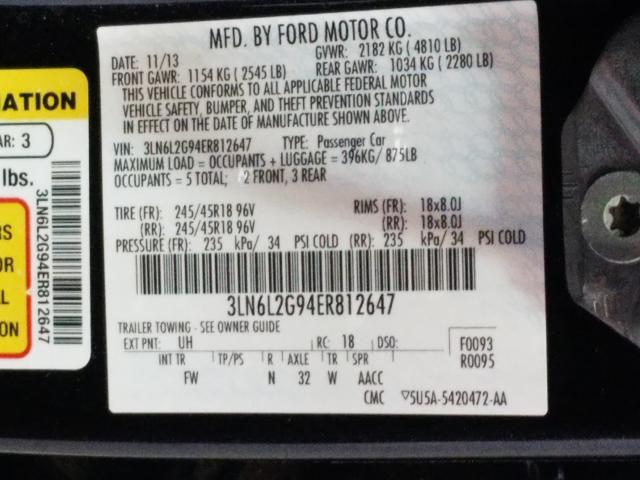 MFD. BY FORD MOTOR CO.
DATE: 11/13 GVWR: 2182 KG ( 4810 LB)
FRONT GAWR: 1154 KG ( 2545 LB) REAR GAWR: 1034 KG ( 2280 LB)
THIS VEHICLE CONFORMS TO ALL APPLICABLE FEDERAL MOTOR
VEHICLE SAFETY, BUMPER, AND THEFT PREVENTION STANDARDS
IN EFFECT ON THE DATE OF MANUFACTURE SHOWN ABOVE.
VIN: 3LN6L2G94ER812647 TYPE: Passenger Car
MAXIMUM LOAD = OCCUPANTS + LUGGAGE = 396KG/ 875LB
OCCUPANTS = 5 TOTAL; 2 FRONT, 3 REAR
TIRE (FR): 245/45R18 96V RIMS (FR): 18x8.0J
(RR): 245/45R18 96V (RR): 18x8.0J
PRESSURE (FR): 235 kPa/ 34 PSI COLD (RR): 235 kPa/ 34 PSI COLD
3LN6L2G94ER812647
TRAILER TOWING - SEE OWNER GUIDE
EXT PNT: UH RC: 18 DSO: F0093
R0095
INT TR TP/PS R AXLE TR SPR
FW N 32 W AACC
CMC 5U5A-5420472-AA
MATION
AR: 3
lbs.
RS
OR
AL
ION
3LN6L2G94ER812647